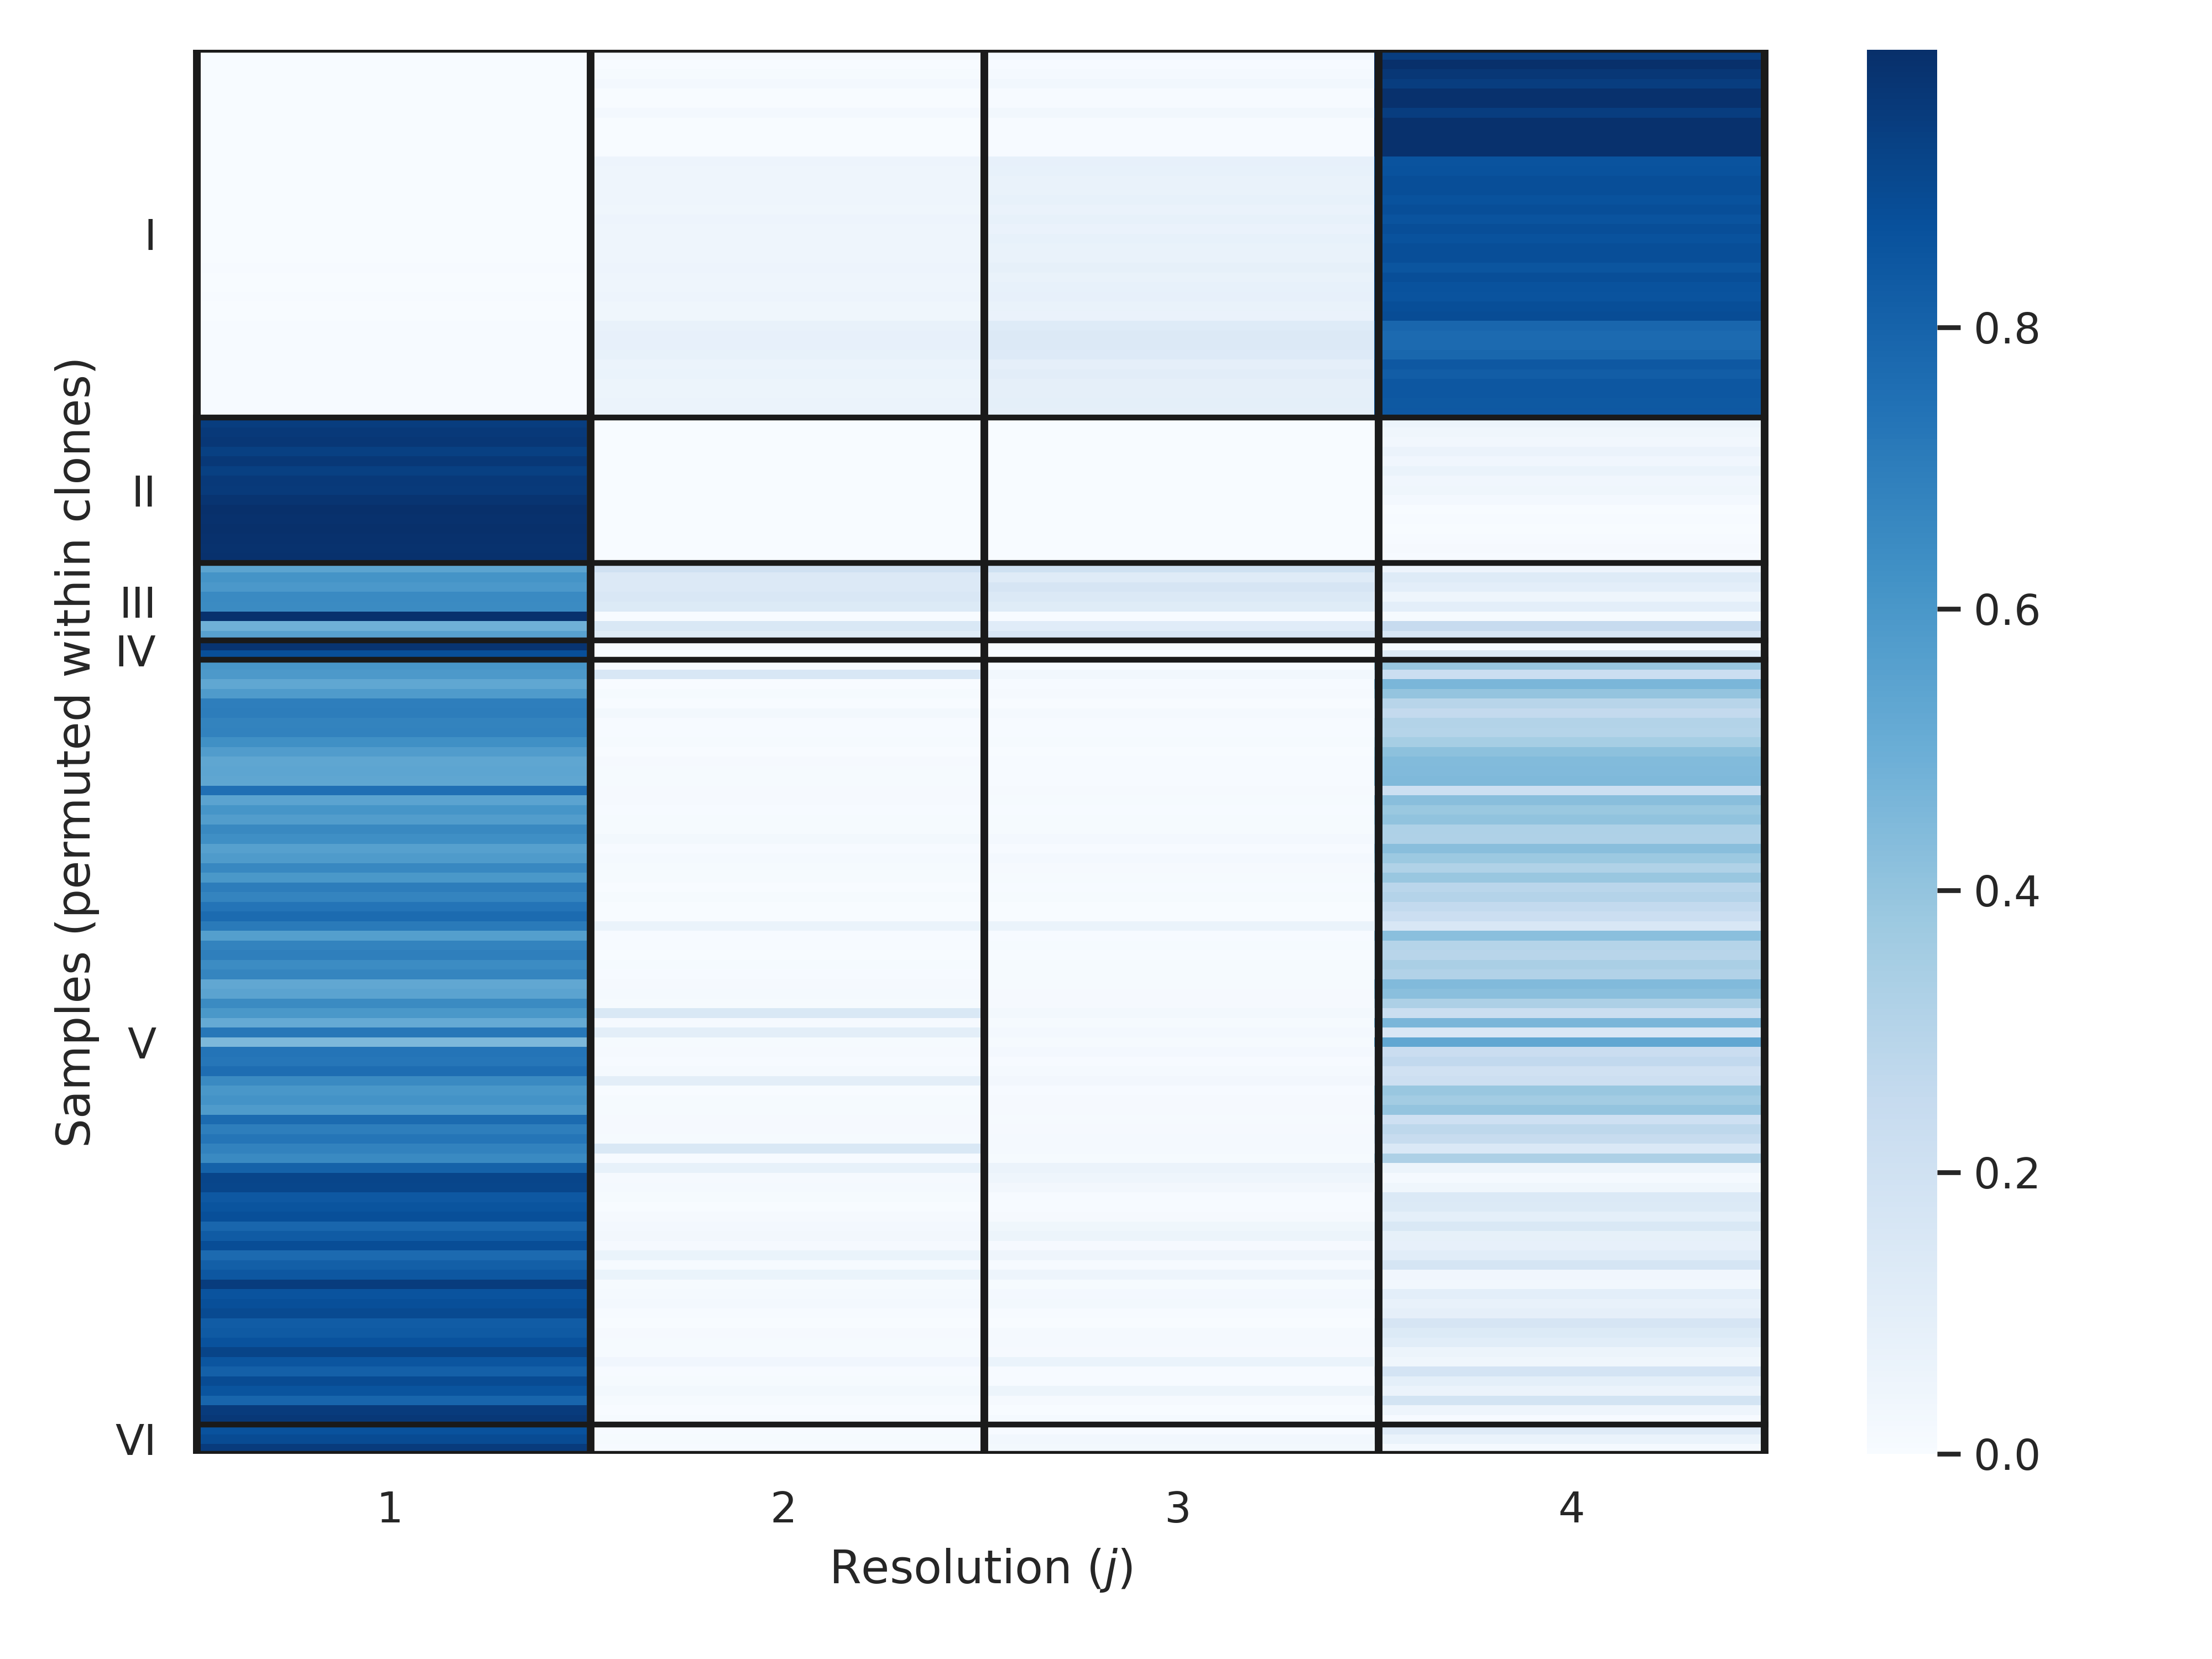 Samples (permuted within clones)
I
II
III
IV
V
VI
1 2 3 4
Resolution (j)
0.8
0.6
0.4
0.2
0.0